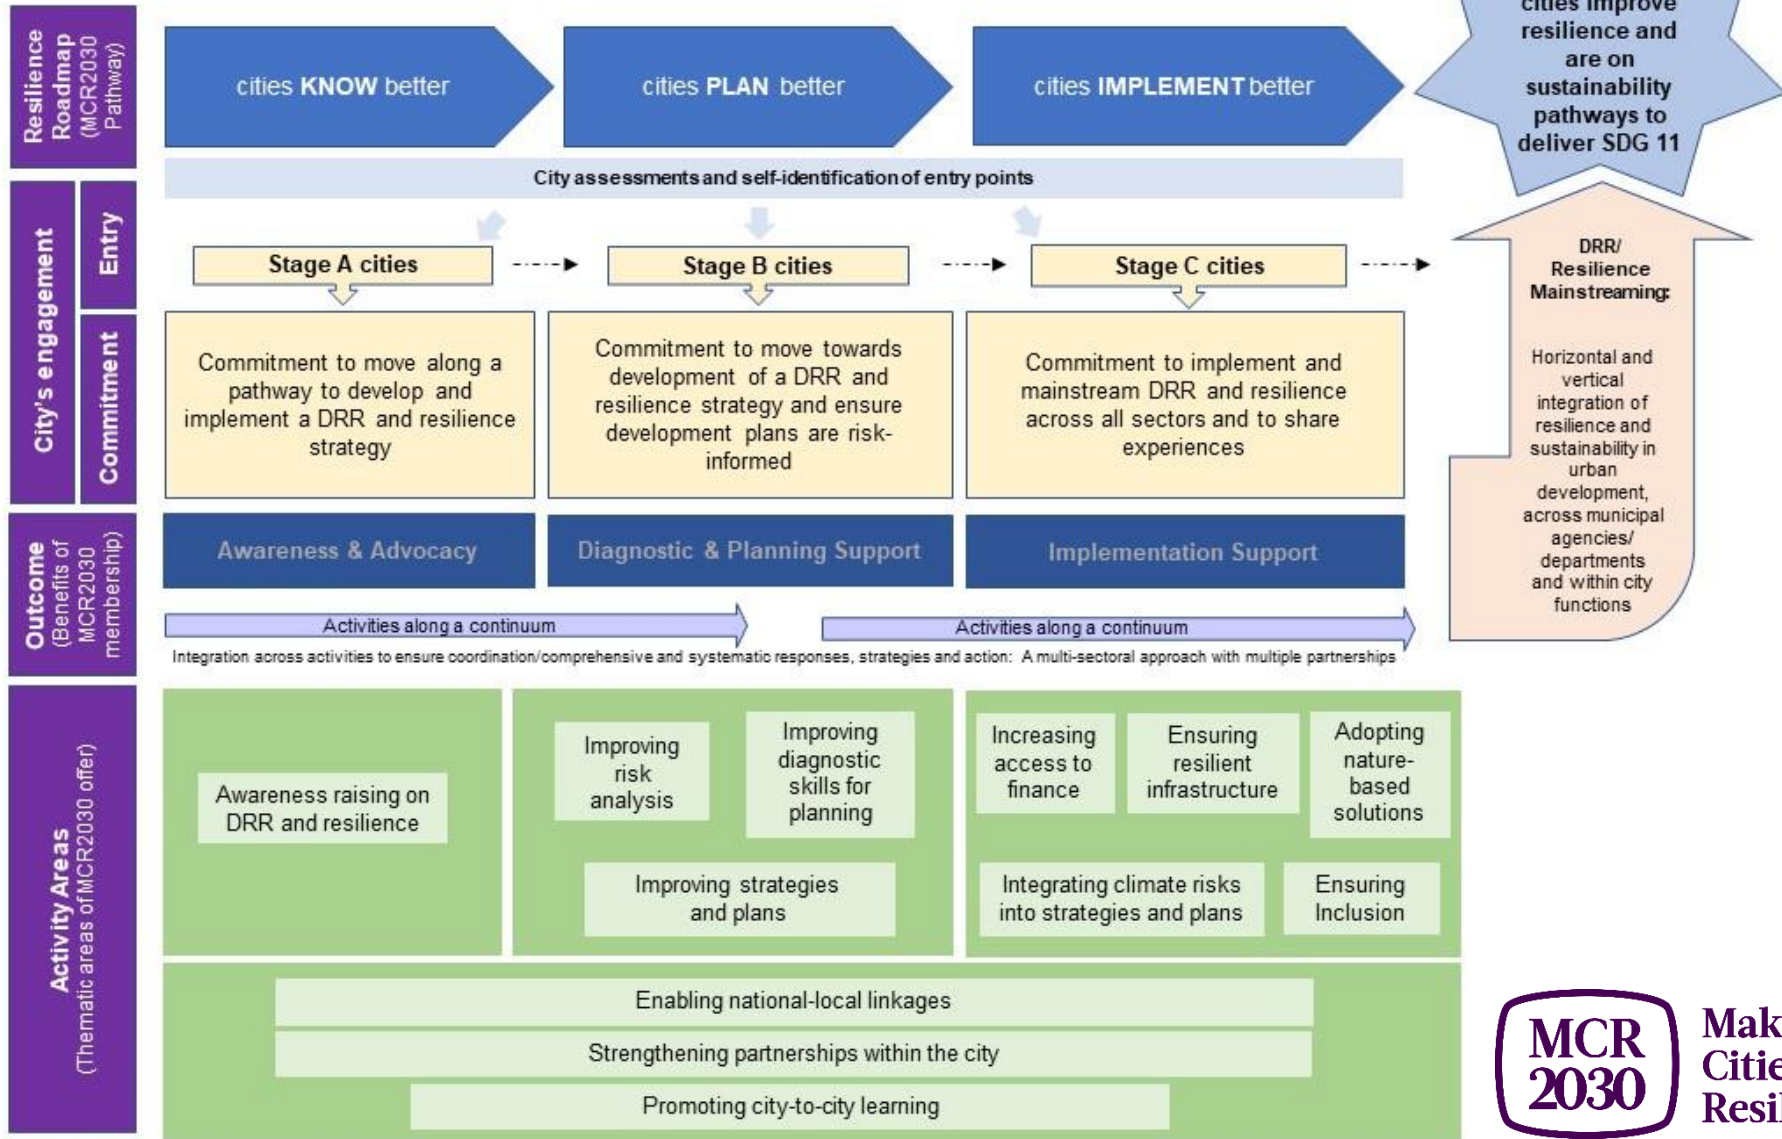 Resilience
Roadmap
(MCR2030
Pathway)
cities KNOW better
cities PLAN better
cities IMPLEMENT better
cities improve
resilience and
are on
sustainability
pathways to
deliver SDG 11
City assessments and self-identification of entry points
City's engagement
Entry
Stage A cities
Stage B cities
Stage C cities
Commitment
Commitment to move along a
pathway to develop and
implement a DRR and resilience
strategy
Commitment to move towards
development of a DRR and
resilience strategy and ensure
development plans are risk-
informed
Commitment to implement and
mainstream DRR and resilience
across all sectors and to share
experiences
DRR/
Resilience
Mainstreaming:
Horizontal and
vertical
integration of
resilience and
sustainability in
urban
development,
across municipal
agencies/
departments
and within city
functions
Outcome
(Benefits of
MCR2030
membership)
Awareness & Advocacy
Diagnostic & Planning Support
Implementation Support
Activities along a continuum
Activities along a continuum
Integration across activities to ensure coordination/comprehensive and systematic responses, strategies and action: A multi-sectoral approach with multiple partnerships
Activity Areas
(Thematic areas of MCR2030 offer)
Awareness raising on
DRR and resilience
Improving
risk
analysis
Improving
diagnostic
skills for
planning
Improving strategies
and plans
Increasing
access to
finance
Ensuring
resilient
infrastructure
Adopting
nature-
based
solutions
Integrating climate risks
into strategies and plans
Ensuring
Inclusion
Enabling national-local linkages
Strengthening partnerships within the city
Promoting city-to-city learning
MCR
2030
Mak
Citie
Resil